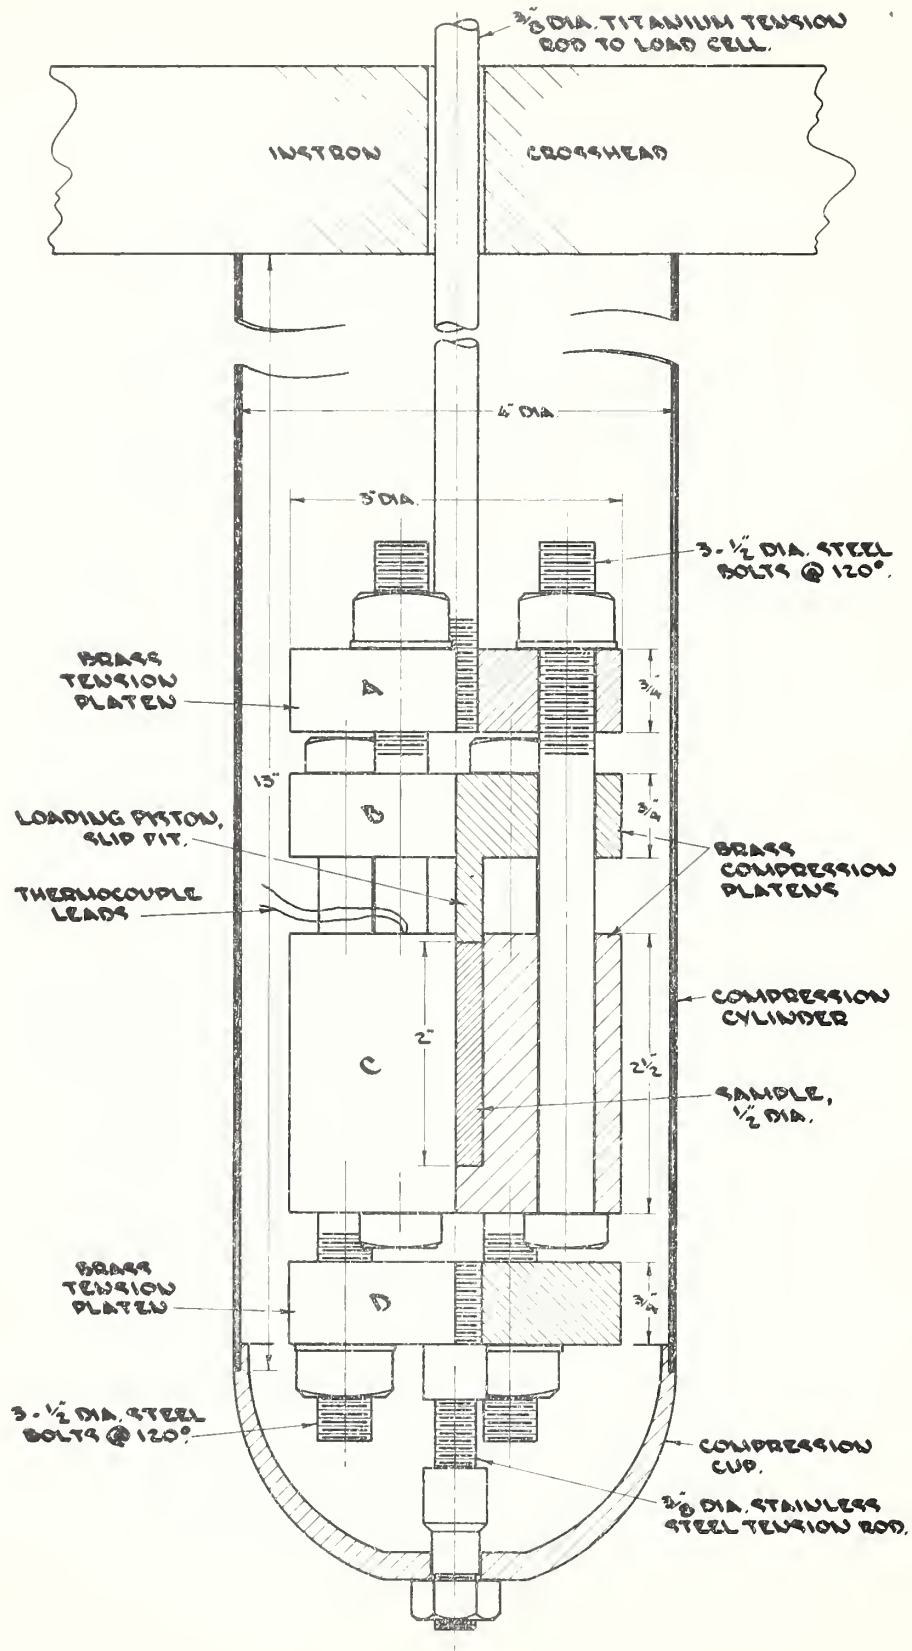 3/8" DIA. TITANIUM TENSION
ROD TO LOAD CELL.
INSTRON CROSSHEAD
4" DIA
3" DIA.
3-1/2" DIA. STEEL
BOLTS @ 120°.
BRASS
TENSION
PLATEN
A
3/4"
13"
B
3/4"
LOADING PISTON,
SLIP FIT.
BRASS
COMPRESSION
PLATENS
THERMOCOUPLE
LEADS
COMPRESSION
CYLINDER
2"
C
2 1/2"
SAMPLE,
1/2" DIA.
BRASS
TENSION
PLATEN
D
3/4"
3-1/2" DIA. STEEL
BOLTS @ 120°.
COMPRESSION
CUP.
3/8" DIA. STAINLESS
STEEL TENSION ROD.